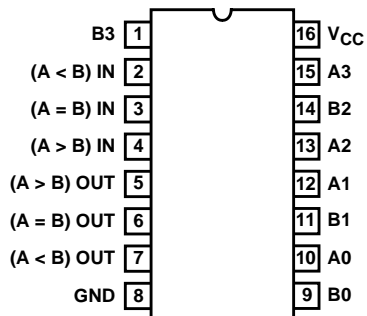 B3 1 16 VCC
(A < B) IN 2 15 A3
(A = B) IN 3 14 B2
(A > B) IN 4 13 A2
(A > B) OUT 5 12 A1
(A = B) OUT 6 11 B1
(A < B) OUT 7 10 A0
GND 8 9 B0